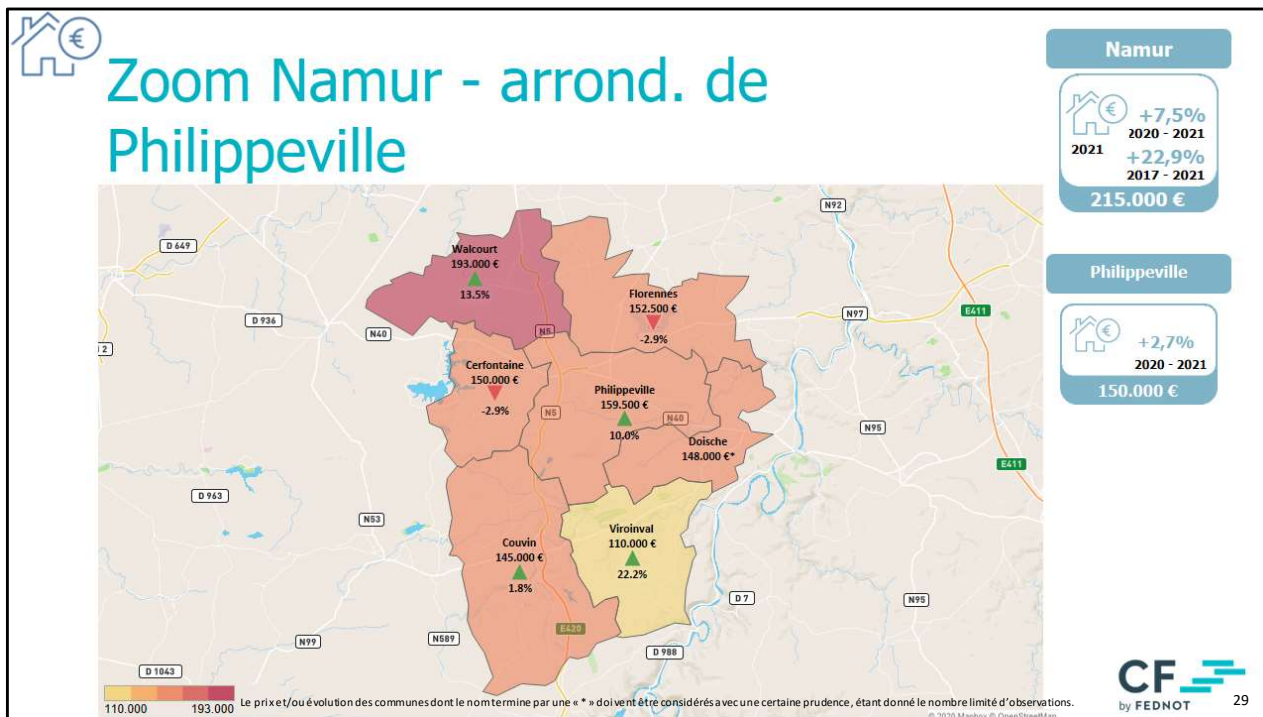 Zoom Namur - arrond. de
Philippeville
Namur
+7,5%
2020 - 2021
2021
+22,9%
2017 - 2021
215.000 €
Philippeville
+2,7%
2020 - 2021
150.000 €
N92
D 649
Walcourt
193.000 €
13.5%
Florennes
152.500 €
-2.9%
E411
N97
D 936
N40
N5
12
Cerfontaine
150.000 €
-2.9%
Philippeville
159.500 €
10.0%
N5
N40
N95
Doische
148.000 €*
E411
D 963
N53
Viroinval
110.000 €
22.2%
Couvin
145.000 €
1.8%
D 7
N95
E420
N589
N99
D 988
D 1043
110.000
193.000
Le prix et/ou évolution des communes dont le nom termine par une « * » doivent être considérés avec une certaine prudence, étant donné le nombre limité d'observations.
© 2020 Mapbox © OpenStreetMap
CF
by FEDNOT
29